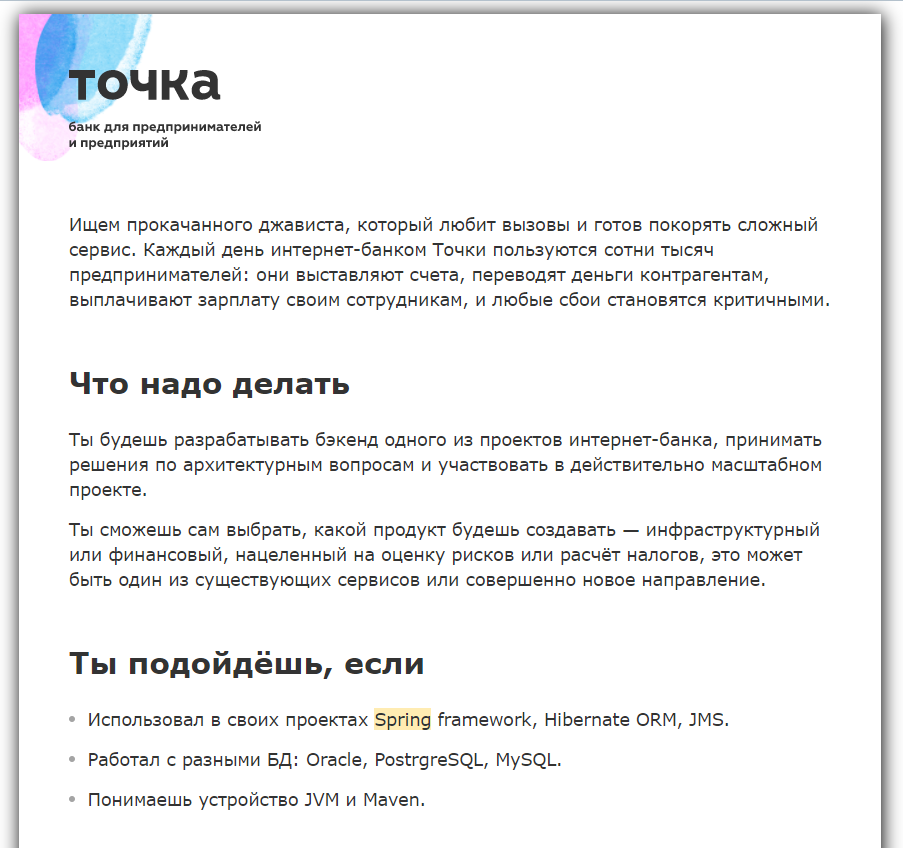 точка
банк для предпринимателей
и предприятий
Ищем прокачанного джависта, который любит вызовы и готов покорять сложный
сервис. Каждый день интернет-банком Точки пользуются сотни тысяч
предпринимателей: они выставляют счета, переводят деньги контрагентам,
выплачивают зарплату своим сотрудникам, и любые сбои становятся критичными.
Что надо делать
Ты будешь разрабатывать бэкенд одного из проектов интернет-банка, принимать
решения по архитектурным вопросам и участвовать в действительно масштабном
проекте.
Ты сможешь сам выбрать, какой продукт будешь создавать — инфраструктурный
или финансовый, нацеленный на оценку рисков или расчёт налогов, это может
быть один из существующих сервисов или совершенно новое направление.
Ты подойдёшь, если
• Использовал в своих проектах Spring framework, Hibernate ORM, JMS.
• Работал с разными БД: Oracle, PostrgreSQL, MySQL.
• Понимаешь устройство JVM и Maven.